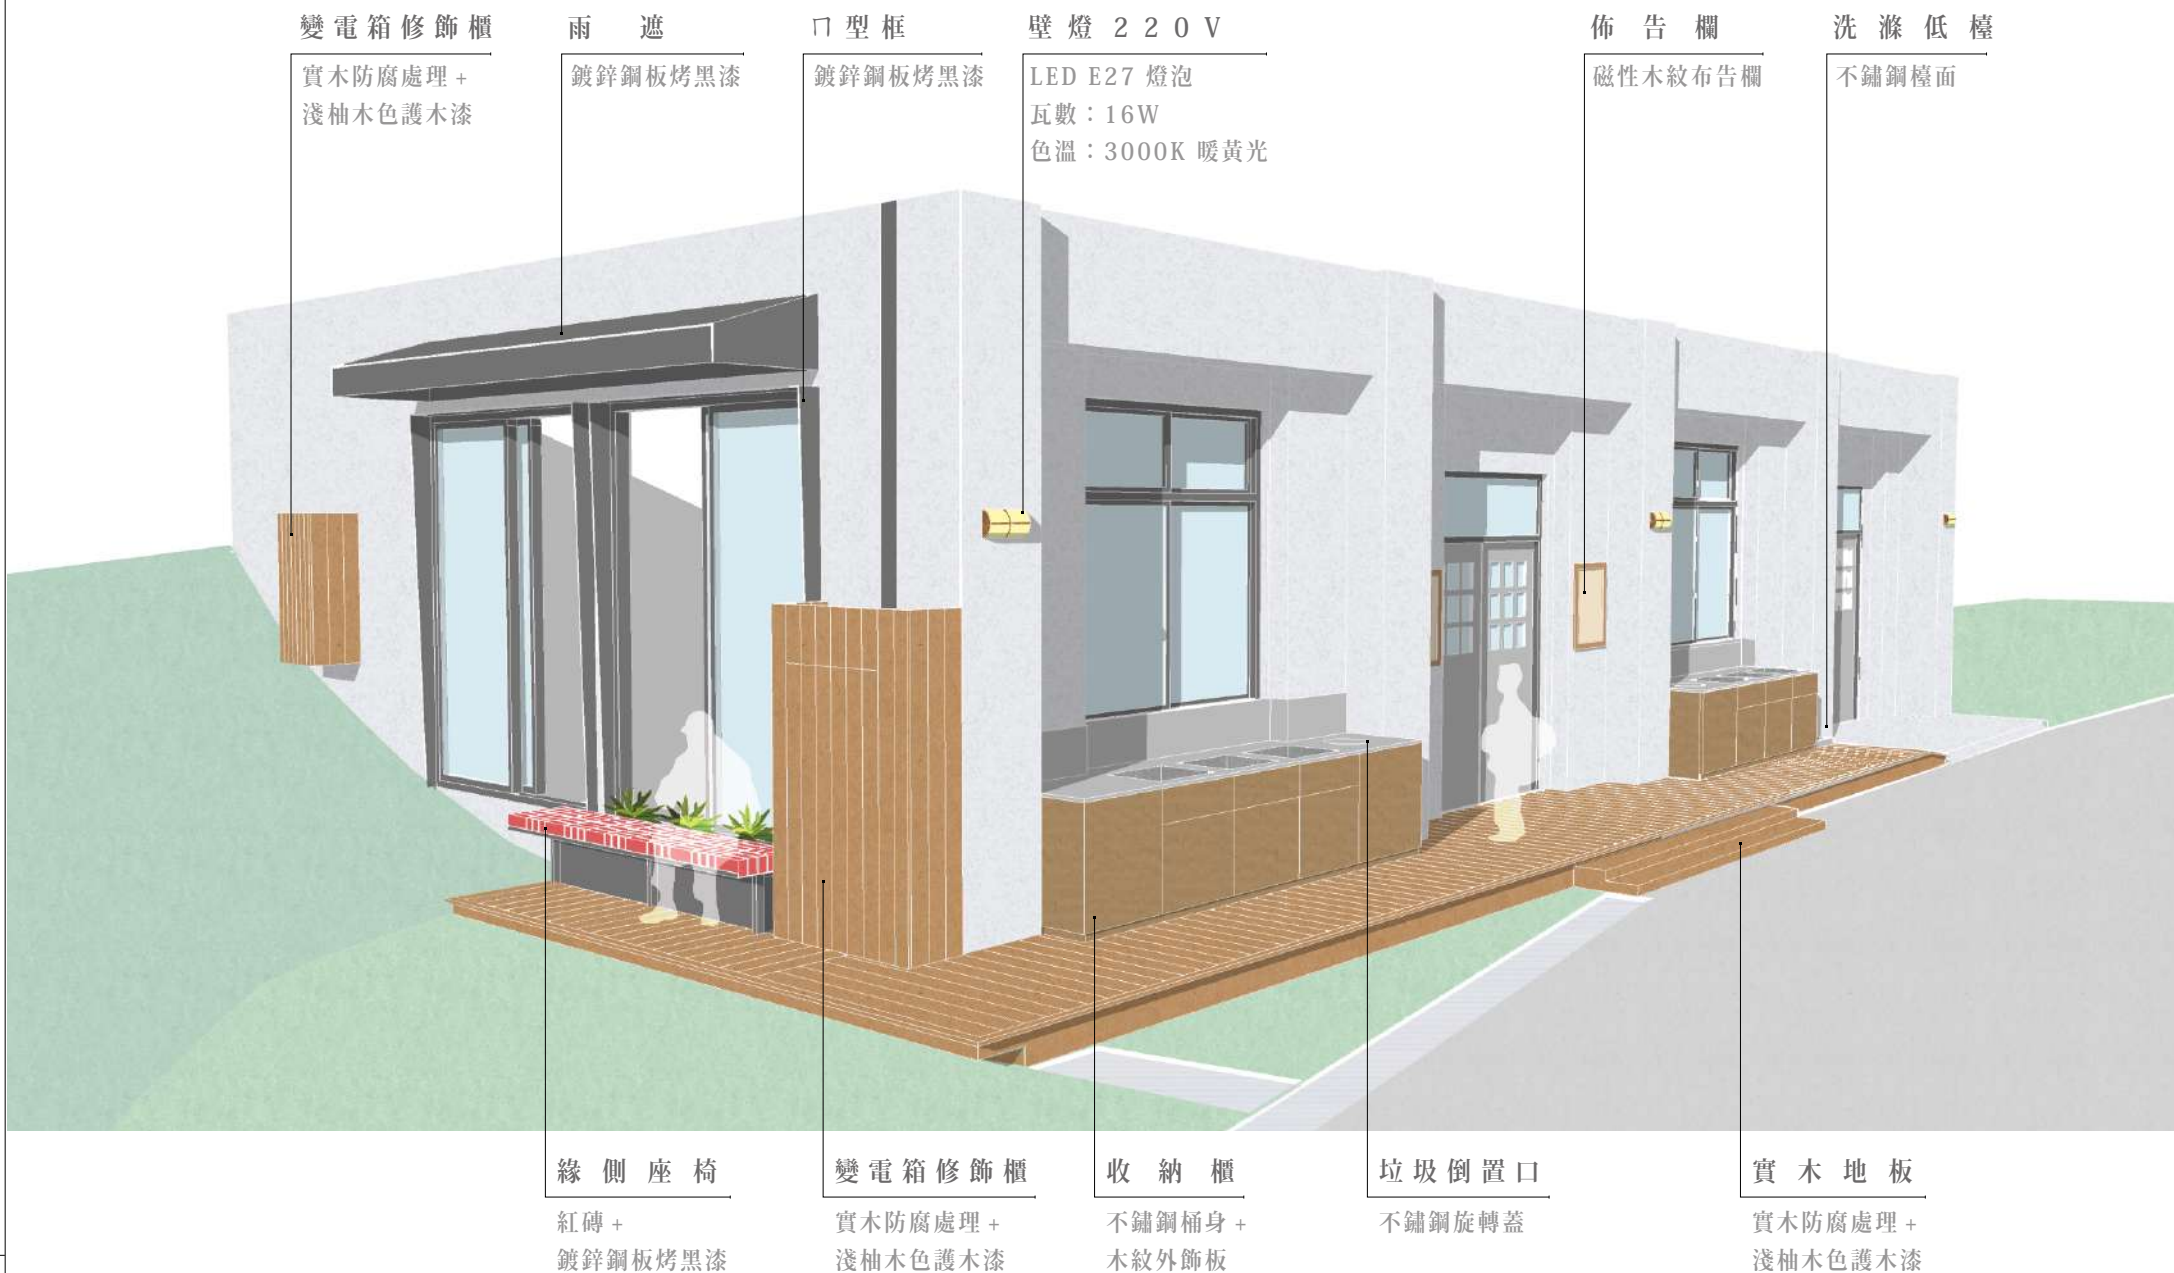 變電箱修飾櫃
實木防腐處理 +
淺柚木色護木漆
雨遮
鍍鋅鋼板烤黑漆
ㄇ型框
鍍鋅鋼板烤黑漆
壁燈 220V
LED E27 燈泡
瓦數：16W
色溫：3000K 暖黃光
佈告欄
磁性木紋布告欄
洗滌低檯
不鏽鋼檯面
緣側座椅
紅磚 +
鍍鋅鋼板烤黑漆
變電箱修飾櫃
實木防腐處理 +
淺柚木色護木漆
收納櫃
不鏽鋼桶身 +
木紋外飾板
垃圾倒置口
不鏽鋼旋轉蓋
實木地板
實木防腐處理 +
淺柚木色護木漆